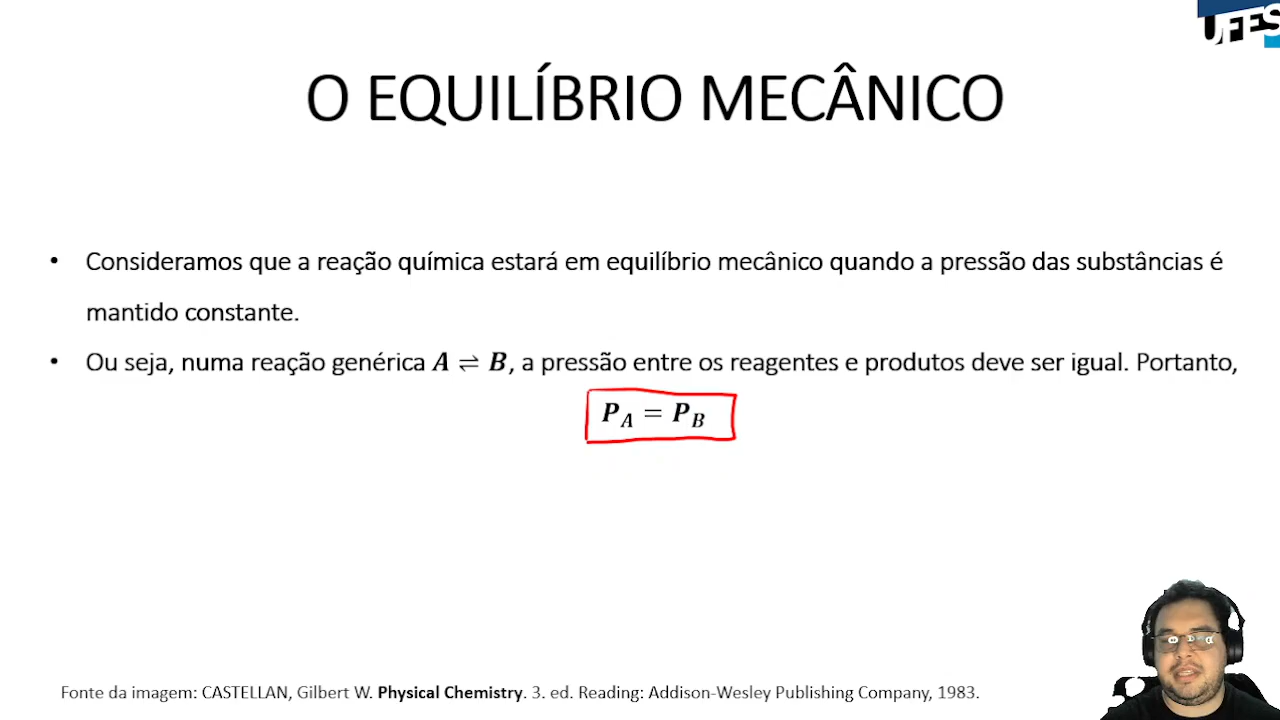 UFES
O EQUILÍBRIO MECÂNICO
• Consideramos que a reação química estará em equilíbrio mecânico quando a pressão das substâncias é
mantido constante.
• Ou seja, numa reação genérica A ⇌ B, a pressão entre os reagentes e produtos deve ser igual. Portanto,
P_A = P_B
Fonte da imagem: CASTELLAN, Gilbert W. Physical Chemistry. 3. ed. Reading: Addison-Wesley Publishing Company, 1983.